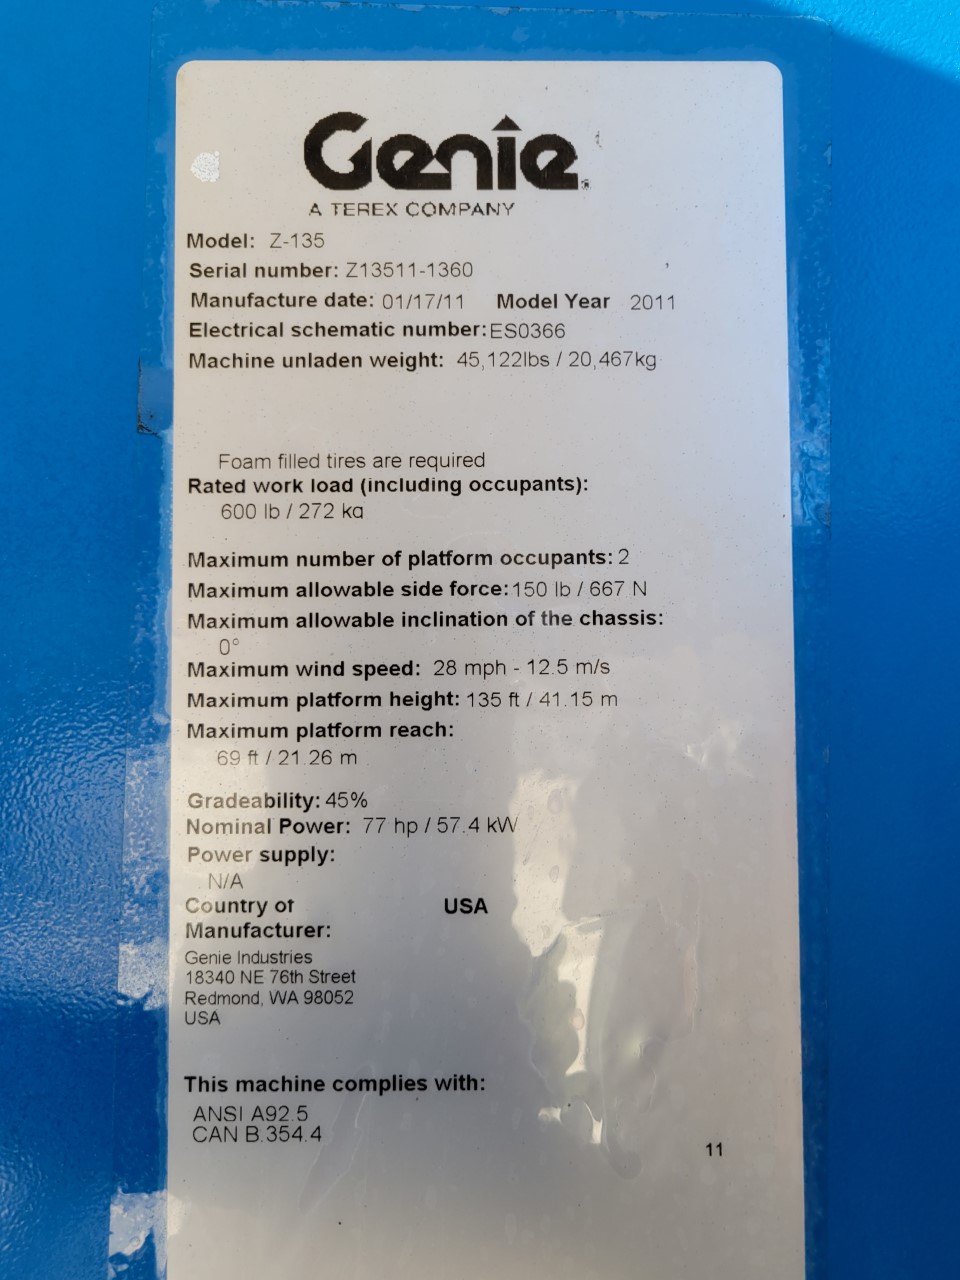 Genie
A TEREX COMPANY
Model: Z-135
Serial number: Z13511-1360
Manufacture date: 01/17/11 Model Year 2011
Electrical schematic number: ES0366
Machine unladen weight: 45,122lbs / 20,467kg
Foam filled tires are required
Rated work load (including occupants):
600 lb / 272 kg
Maximum number of platform occupants: 2
Maximum allowable side force: 150 lb / 667 N
Maximum allowable inclination of the chassis:
0°
Maximum wind speed: 28 mph - 12.5 m/s
Maximum platform height: 135 ft / 41.15 m
Maximum platform reach:
69 ft / 21.26 m
Gradeability: 45%
Nominal Power: 77 hp / 57.4 kW
Power supply:
N/A
Country of USA
Manufacturer:
Genie Industries
18340 NE 76th Street
Redmond, WA 98052
USA
This machine complies with:
ANSI A92.5
CAN B.354.4
11